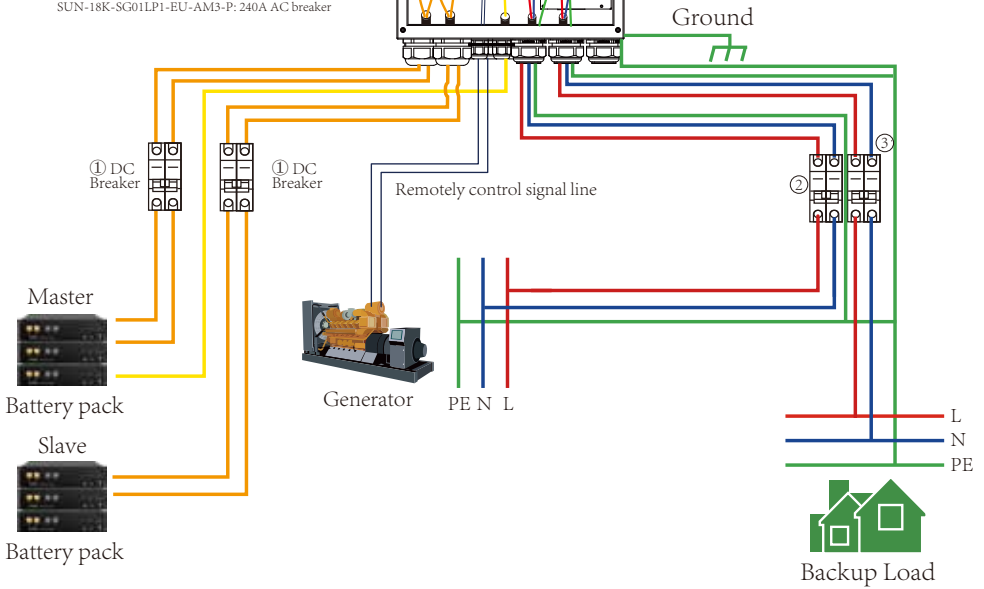 SUN-18K-SG01LP1-EU-AM3-P: 240A AC breaker
Ground
① DC
Breaker
① DC
Breaker
Remotely control signal line
②
③
Master
Battery pack
Generator
PE N L
Slave
Battery pack
L
N
PE
Backup Load